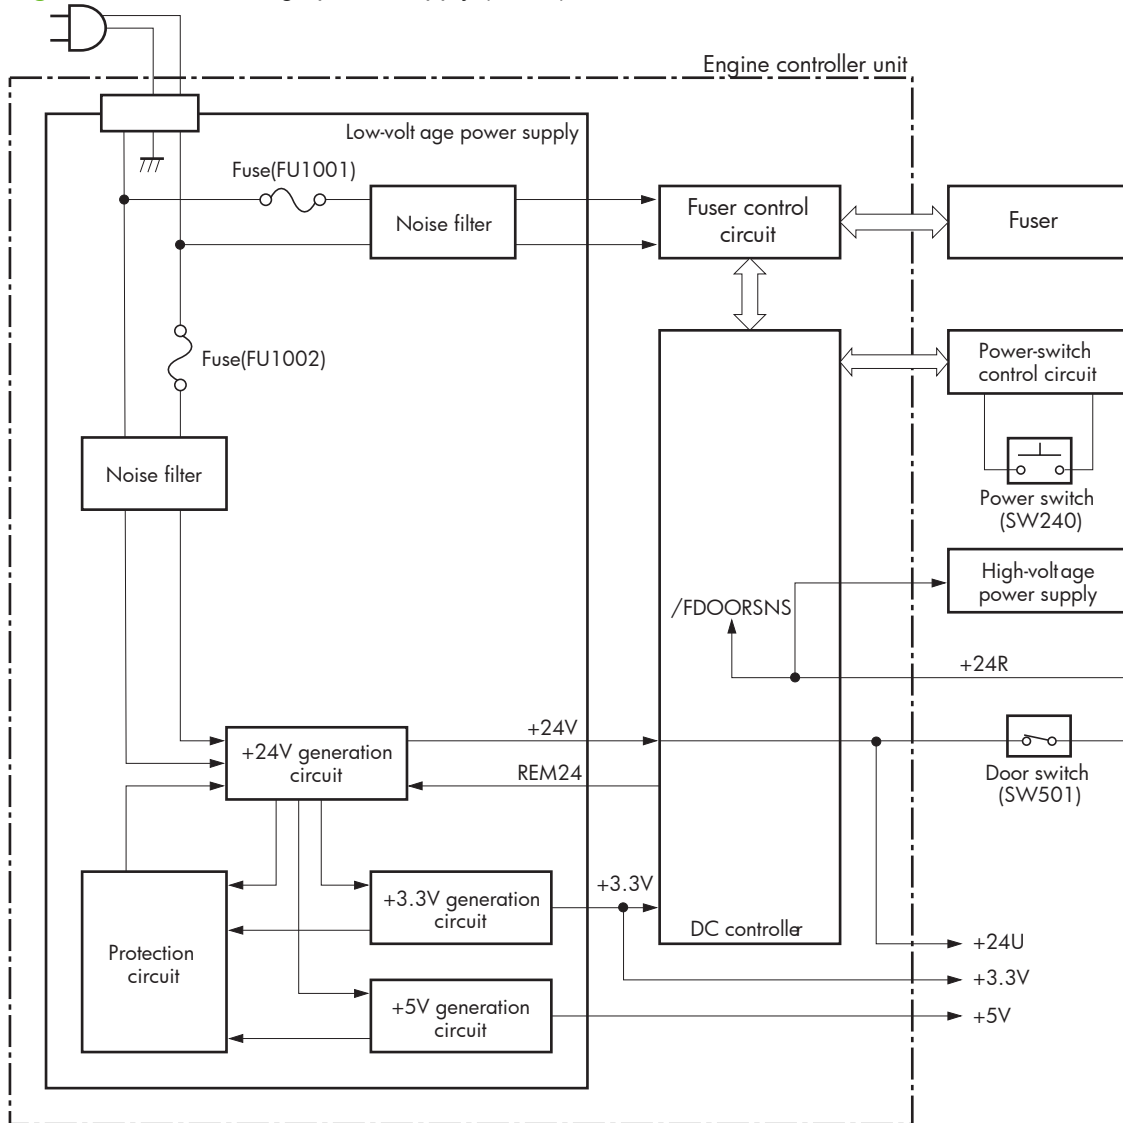 Engine controller unit
Low-volt age power supply
Fuse(FU1001)
Noise filter
Fuser control
circuit
Fuser
Fuse(FU1002)
Power-switch
control circuit
Noise filter
Power switch
(SW240)
High-voltage
power supply
/FDOORSNS
+24R
+24V
+24V generation
circuit
REM24
Door switch
(SW501)
+3.3V
+3.3V generation
circuit
DC controller
Protection
circuit
+24U
+3.3V
+5V generation
circuit
+5V